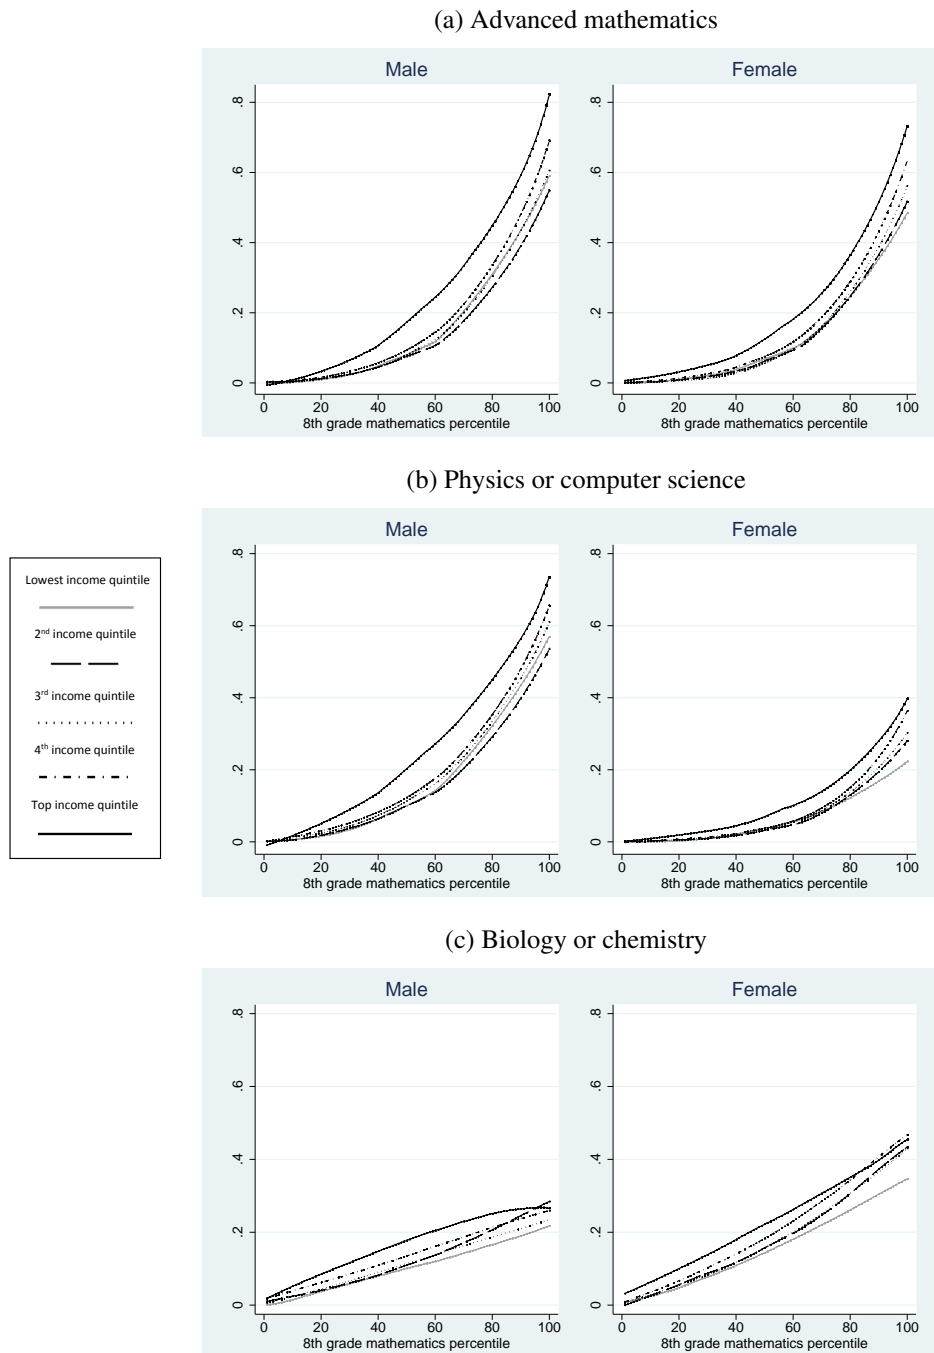 (a) Advanced mathematics
Male
Female
.8
.6
.4
.2
0
0 20 40 60 80 100
8th grade mathematics percentile
.8
.6
.4
.2
0
0 20 40 60 80 100
8th grade mathematics percentile
(b) Physics or computer science
Male
Female
.8
.6
.4
.2
0
0 20 40 60 80 100
8th grade mathematics percentile
.8
.6
.4
.2
0
0 20 40 60 80 100
8th grade mathematics percentile
Lowest income quintile
2nd income quintile
3rd income quintile
4th income quintile
Top income quintile
(c) Biology or chemistry
Male
Female
.8
.6
.4
.2
0
0 20 40 60 80 100
8th grade mathematics percentile
.8
.6
.4
.2
0
0 20 40 60 80 100
8th grade mathematics percentile